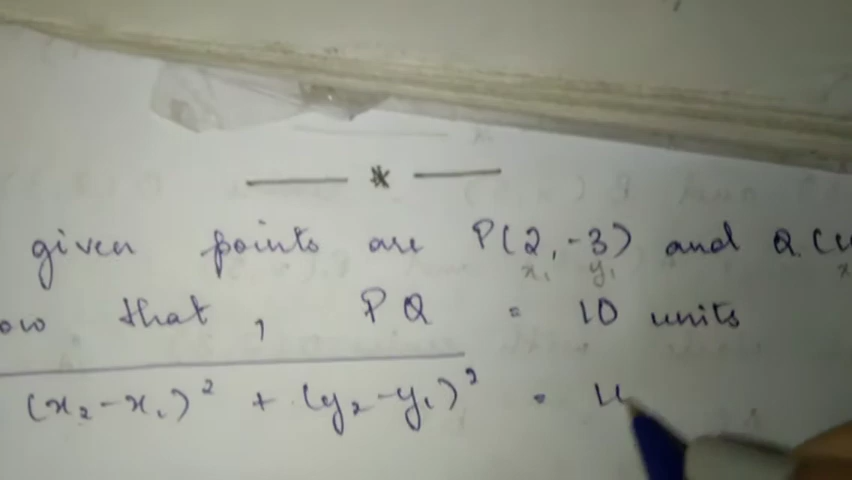 given points are P(2,-3) and Q.(
x₁ y₁ x
that, PQ = 10 units
(x₂-x₁)² + (y₂-y₁)² =